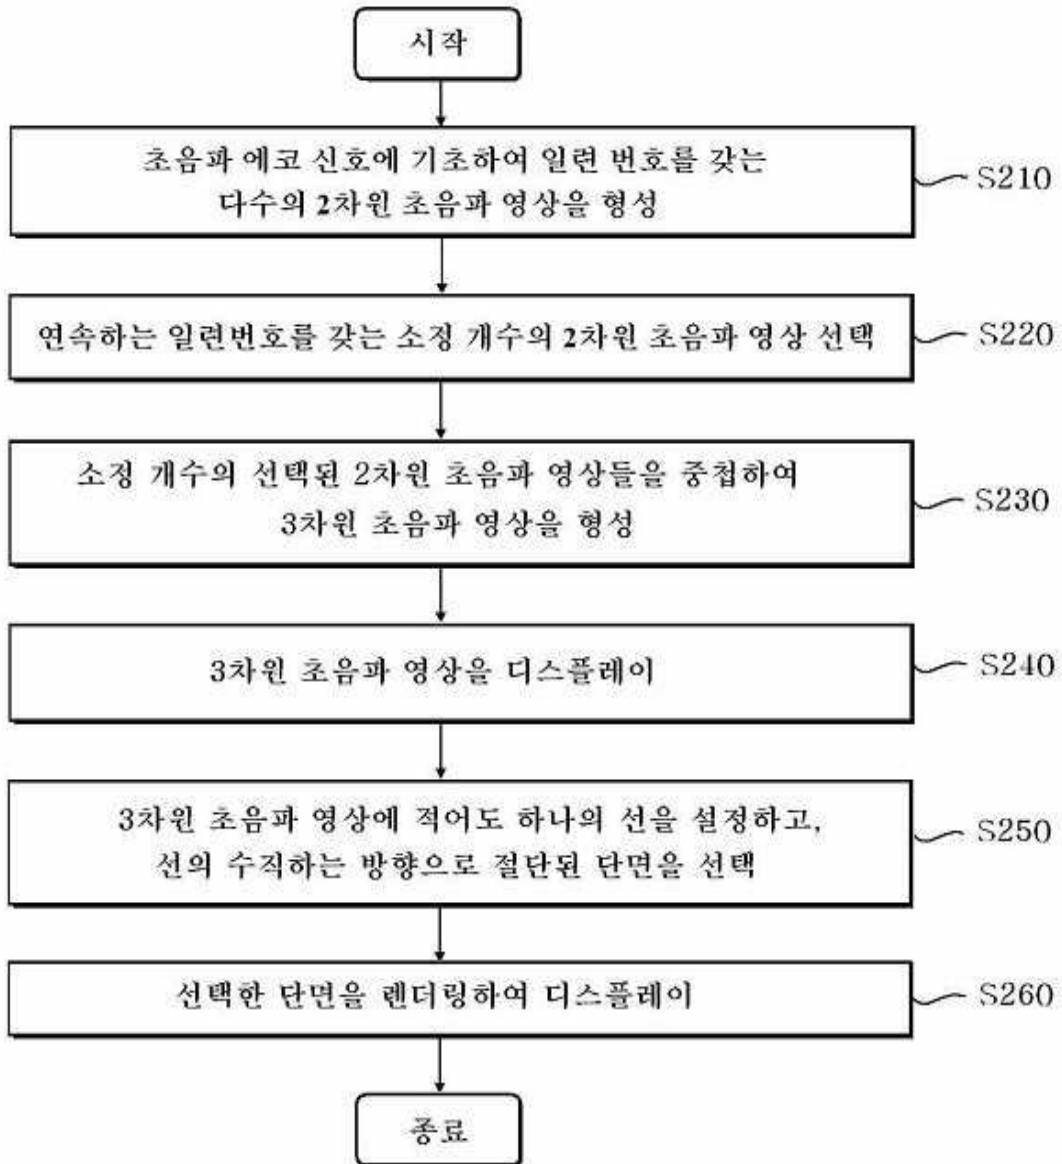 시작
초음파 에코 신호에 기초하여 일련 번호를 갖는
다수의 2차원 초음파 영상을 형성
S210
연속하는 일련번호를 갖는 소정 개수의 2차원 초음파 영상 선택
S220
소정 개수의 선택된 2차원 초음파 영상들을 중첩하여
3차원 초음파 영상을 형성
S230
3차원 초음파 영상을 디스플레이
S240
3차원 초음파 영상에 적어도 하나의 선을 설정하고,
선의 수직하는 방향으로 절단된 단면을 선택
S250
선택한 단면을 렌더링하여 디스플레이
S260
종료